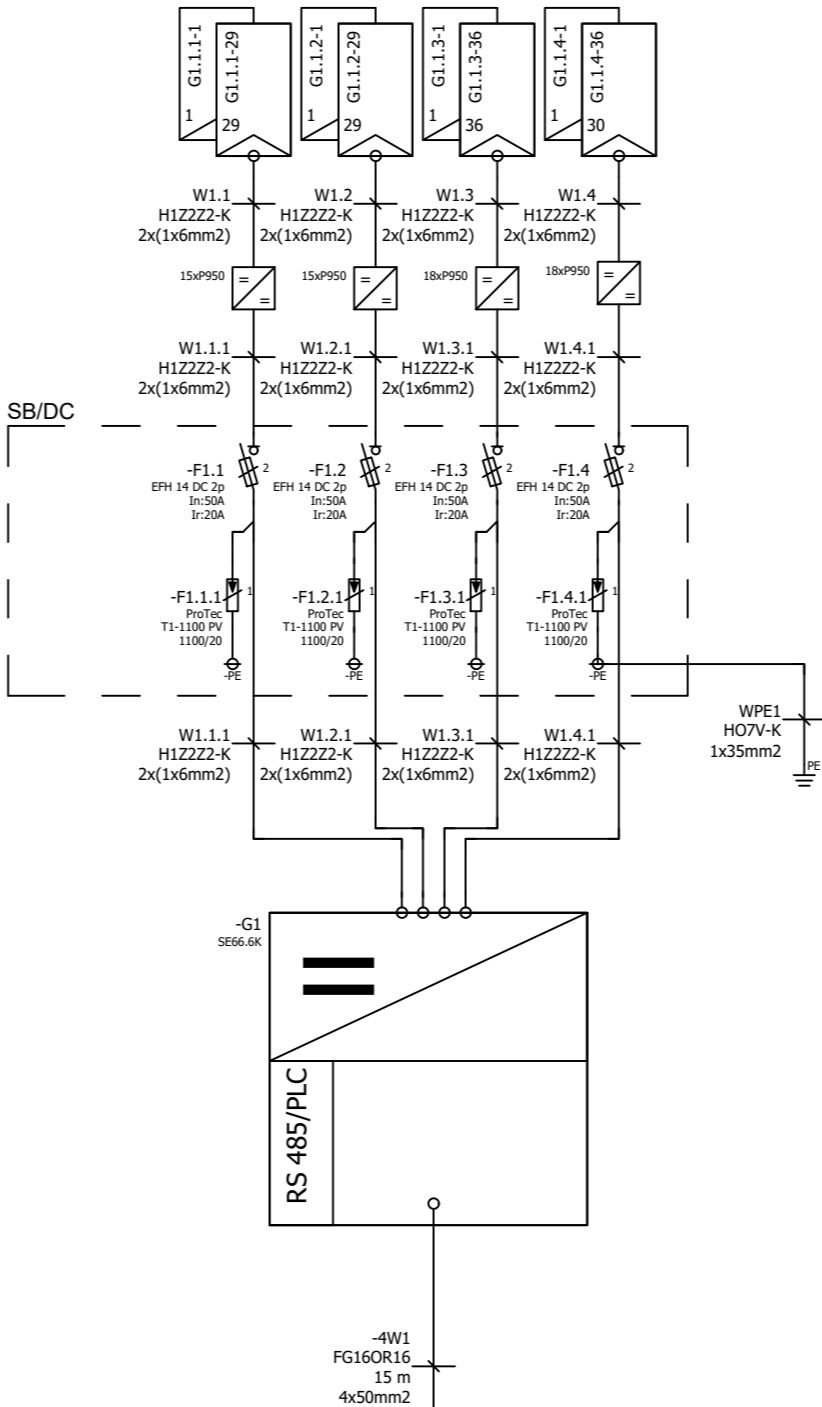 G1.1.1-1
G1.1.1-29
1
29
G1.1.2-1
G1.1.2-29
1
29
G1.1.3-1
G1.1.3-36
1
36
G1.1.4-1
G1.1.4-36
1
30
W1.1
H1Z2Z2-K
2x(1x6mm2)
W1.2
H1Z2Z2-K
2x(1x6mm2)
W1.3
H1Z2Z2-K
2x(1x6mm2)
W1.4
H1Z2Z2-K
2x(1x6mm2)
15xP950
15xP950
18xP950
18xP950
W1.1.1
H1Z2Z2-K
2x(1x6mm2)
W1.2.1
H1Z2Z2-K
2x(1x6mm2)
W1.3.1
H1Z2Z2-K
2x(1x6mm2)
W1.4.1
H1Z2Z2-K
2x(1x6mm2)
SB/DC
-F1.1
EFH 14 DC 2p
In:50A
Ir:20A
2
-F1.2
EFH 14 DC 2p
In:50A
Ir:20A
2
-F1.3
EFH 14 DC 2p
In:50A
Ir:20A
2
-F1.4
EFH 14 DC 2p
In:50A
Ir:20A
2
-F1.1.1
ProTec
T1-1100 PV
1100/20
1
-PE
-F1.2.1
ProTec
T1-1100 PV
1100/20
1
-PE
-F1.3.1
ProTec
T1-1100 PV
1100/20
1
-PE
-F1.4.1
ProTec
T1-1100 PV
1100/20
1
-PE
W1.1.1
H1Z2Z2-K
2x(1x6mm2)
W1.2.1
H1Z2Z2-K
2x(1x6mm2)
W1.3.1
H1Z2Z2-K
2x(1x6mm2)
W1.4.1
H1Z2Z2-K
2x(1x6mm2)
WPE1
HO7V-K
1x35mm2
PE
-G1
SE66.6K
RS 485/PLC
-4W1
FG16OR16
15 m
4x50mm2